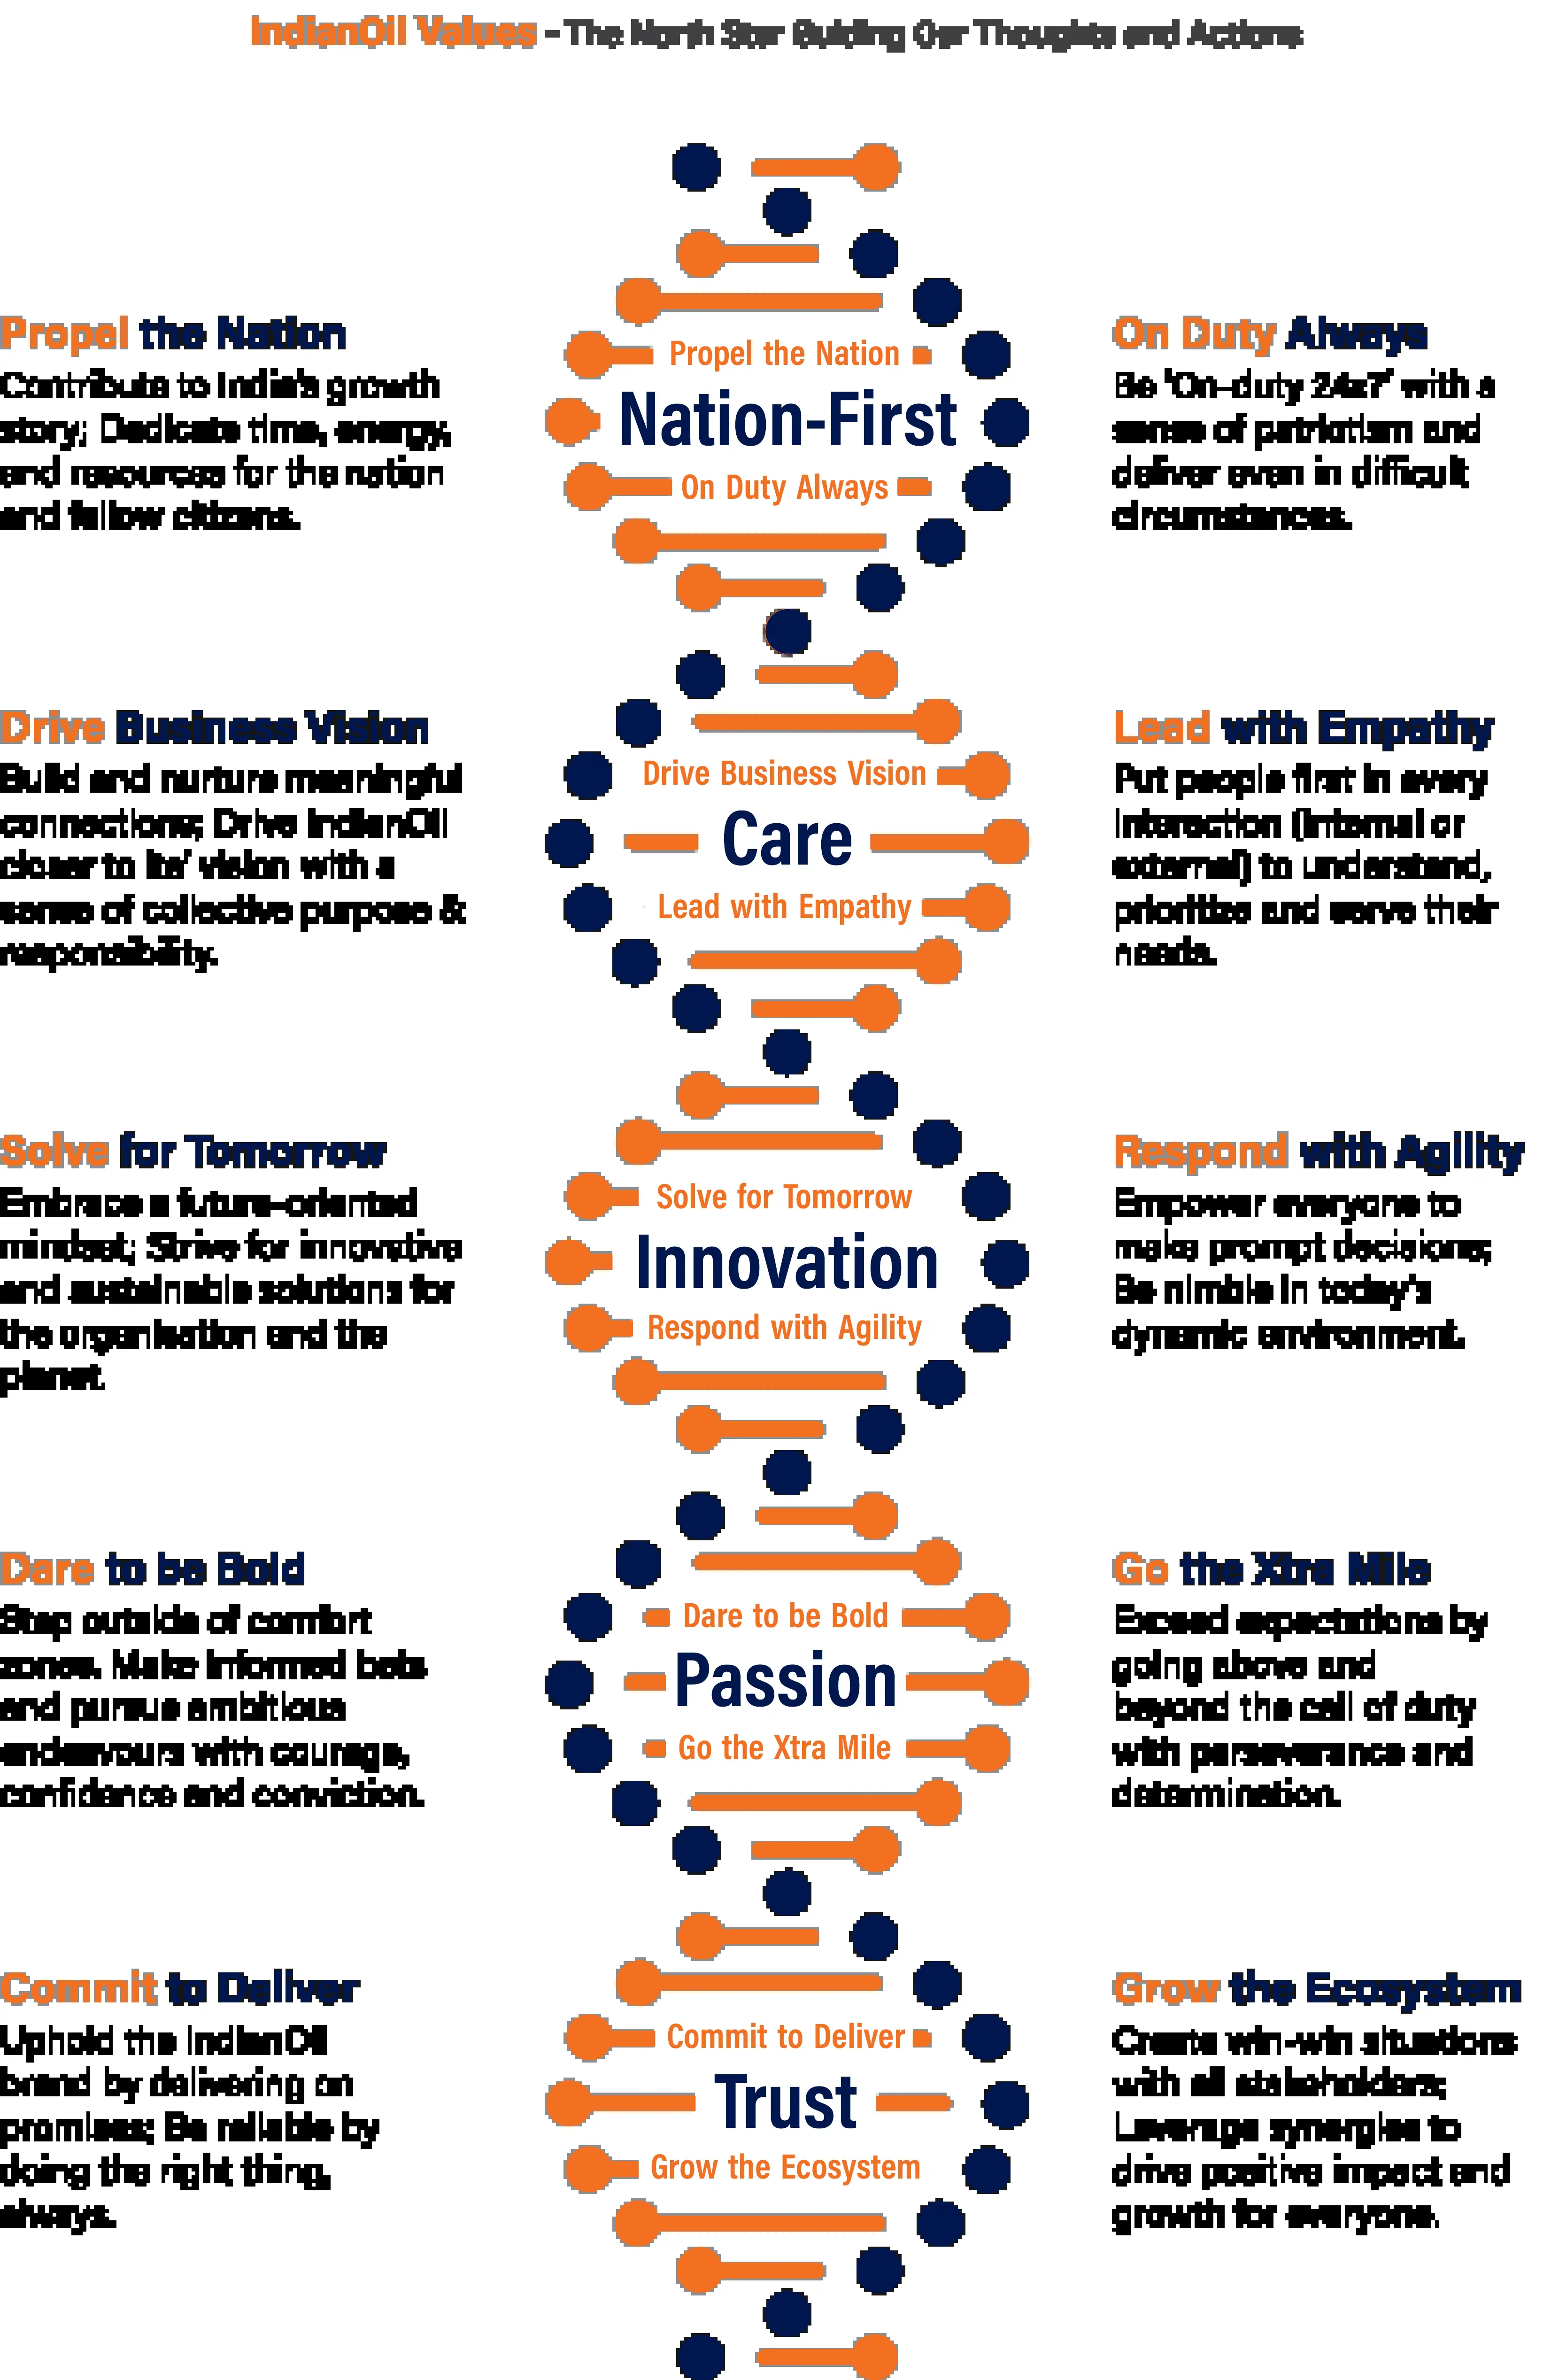 IndianOil Values - The North Star Building Our Thoughts and Actions
Propel the Nation
Contribute to India's growth
story; Dedicate time, energy,
and resources for the nation
and fellow citizens.
Propel the Nation
Nation-First
On Duty Always
On Duty Always
Be 'On-duty 24x7' with a
sense of patriotism and
deliver even in difficult
circumstances.
Drive Business Vision
Build and nurture meaningful
connections; Drive IndianOil
closer to its' vision with a
sense of collective purpose &
responsibility.
Drive Business Vision
Care
Lead with Empathy
Lead with Empathy
Put people first in every
interaction (internal or
external) to understand,
prioritize and serve their
needs.
Solve for Tomorrow
Embrace a future-oriented
mindset; Strive for innovative
and sustainable solutions for
the organisation and the
planet.
Solve for Tomorrow
Innovation
Respond with Agility
Respond with Agility
Empower everyone to
make prompt decisions;
Be nimble in today's
dynamic environment.
Dare to be Bold
Step outside of comfort
zones. Make informed bets
and pursue ambitious
endeavours with courage,
confidence and conviction.
Dare to be Bold
Passion
Go the Xtra Mile
Go the Xtra Mile
Exceed expectations by
going above and
beyond the call of duty
with perseverance and
determination.
Commit to Deliver
Uphold the IndianOil
brand by delivering on
promises; Be reliable by
doing the right thing,
always.
Commit to Deliver
Trust
Grow the Ecosystem
Grow the Ecosystem
Create win-win situations
with all stakeholders;
Leverage synergies to
drive positive impact and
growth for everyone.